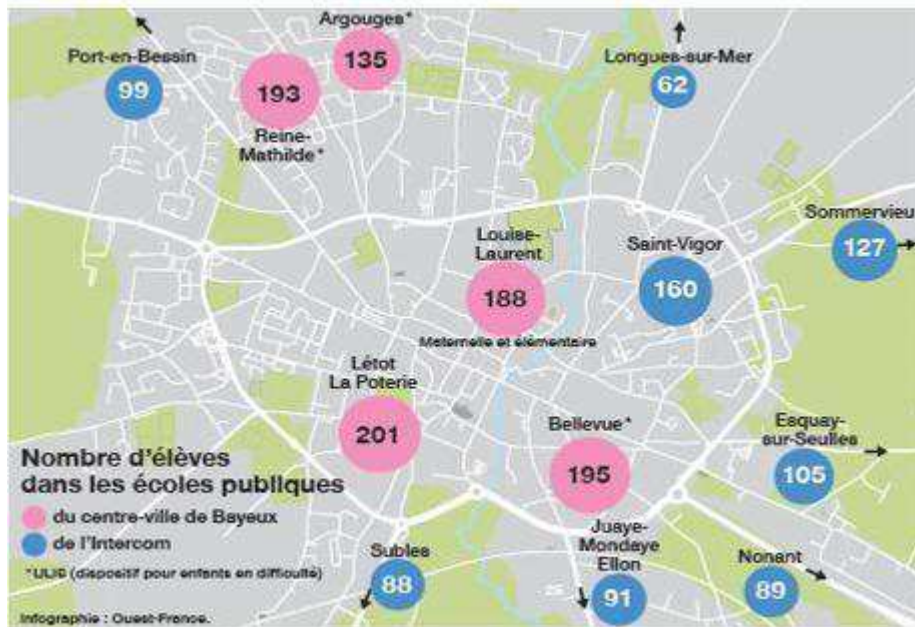 Argouges*
135
Port-en-Bessin
99
193
Reine-
Mathilde*
Longues-sur-Mer
62
Sommervieu
127
Louise-
Laurent
188
Maternelle et élémentaire
Saint-Vigor
160
Létot
La Poterie
201
Bellevue*
195
Esquay-
sur-Seulles
105
Nombre d'élèves
dans les écoles publiques
du centre-ville de Bayeux
de l'Intercom
*ULIS (dispositif pour enfants en difficulté)
Infographie : Ouest-France.
Subles
88
Juaye-
Mondaye
Ellon
91
Nonant
89